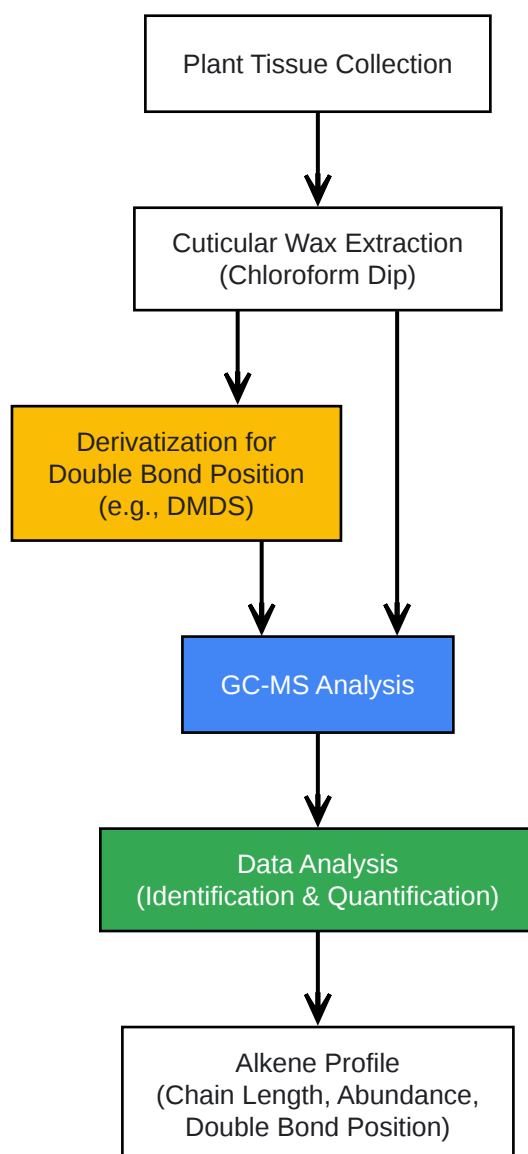 Plant Tissue Collection
Cuticular Wax Extraction
(Chloroform Dip)
Derivatization for
Double Bond Position
(e.g., DMDS)
GC-MS Analysis
Data Analysis
(Identification & Quantification)
Alkene Profile
(Chain Length, Abundance,
Double Bond Position)